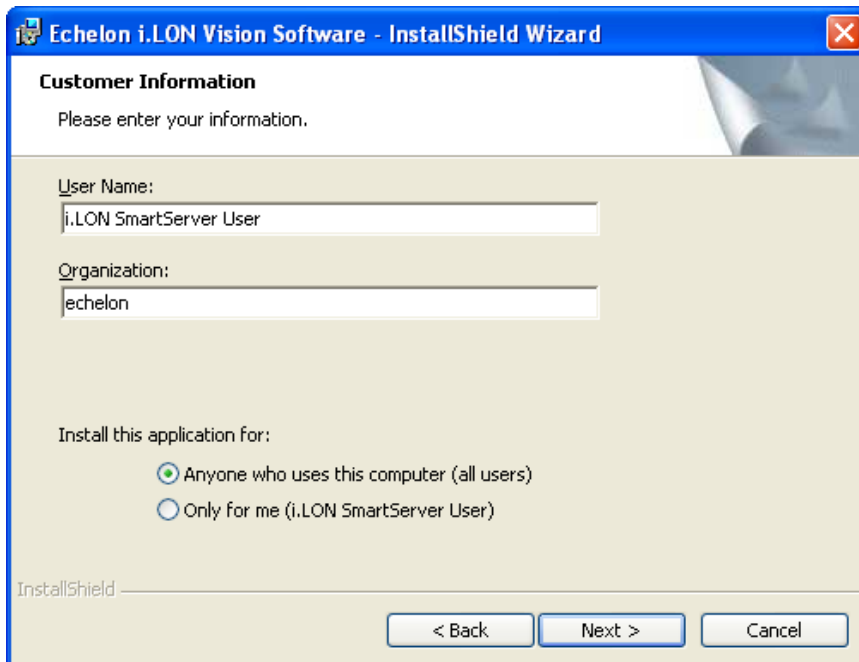 Echelon i.LON Vision Software - InstallShield Wizard
Customer Information
Please enter your information.
User Name:
i.LON SmartServer User
Organization:
echelon
Install this application for:
Anyone who uses this computer (all users)
Only for me (i.LON SmartServer User)
InstallShield
< Back
Next >
Cancel